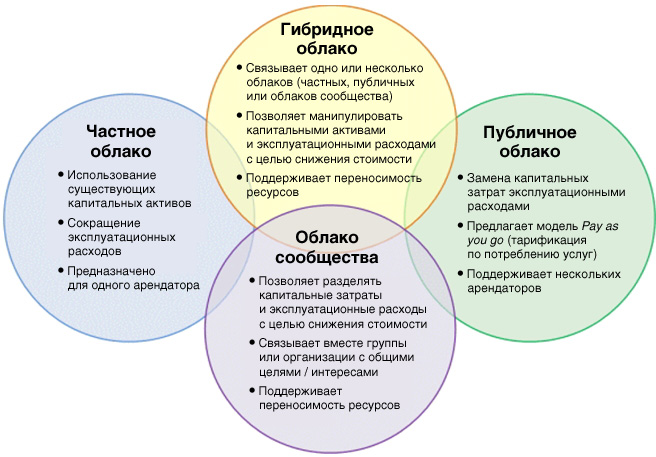 Гибридное
облако
• Связывает одно или несколько
облаков (частных, публичных
или облаков сообщества)
• Позволяет манипулировать
капитальными активами
и эксплуатационными расходами
с целью снижения стоимости
• Поддерживает переносимость
ресурсов
Частное
облако
• Использование
существующих
капитальных активов
• Сокращение
эксплуатационных
расходов
• Предназначено
для одного арендатора
Публичное
облако
• Замена капитальных
затрат эксплуатационными
расходами
• Предлагает модель Pay as
you go (тарификация
по потреблению услуг)
• Поддерживает нескольких
арендаторов
Облако
сообщества
• Позволяет разделять
капитальные затраты
и эксплуатационные расходы
с целью снижения стоимости
• Связывает вместе группы
или организации с общими
целями / интересами
• Поддерживает
переносимость ресурсов